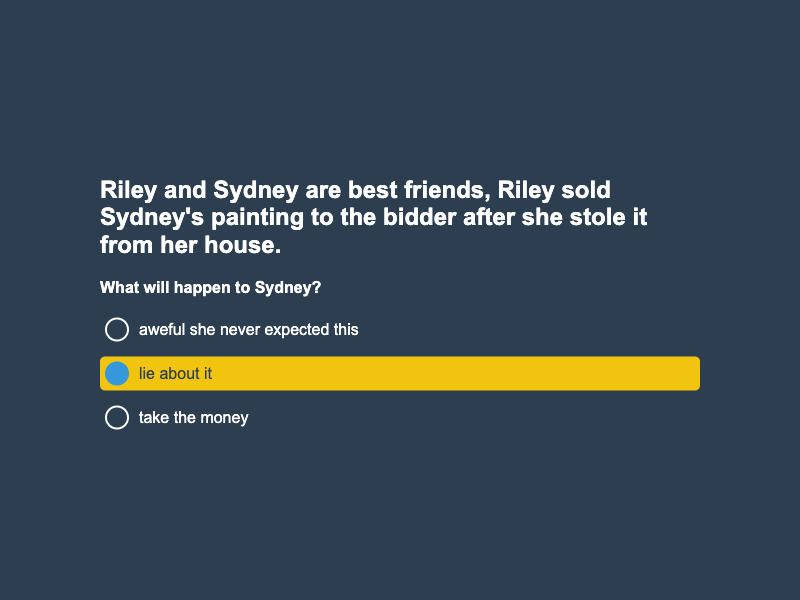 Riley and Sydney are best friends, Riley sold
Sydney's painting to the bidder after she stole it
from her house.
What will happen to Sydney?
aweful she never expected this
lie about it
take the money